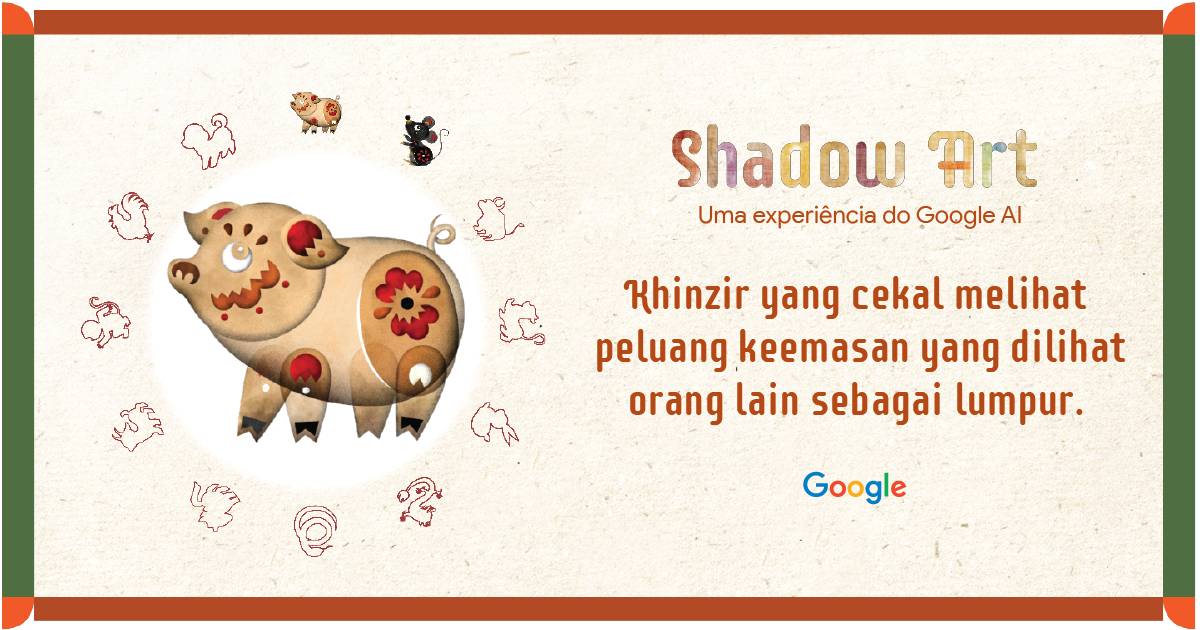 Shadow Art
Uma experiência do Google AI
Khinzir yang cekal melihat
peluang keemasan yang dilihat
orang lain sebagai lumpur.
Google